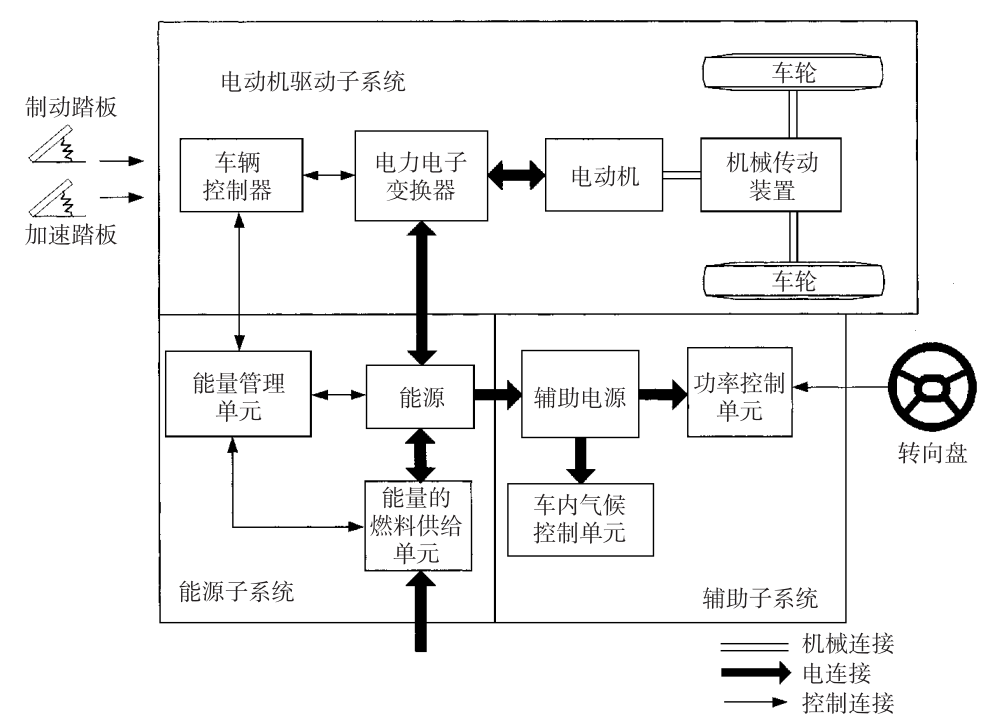 电动机驱动子系统
车轮
制动踏板
车辆
控制器
电力电子
变换器
电动机
机械传动
装置
加速踏板
车轮
能量管理
单元
能源
辅助电源
功率控制
单元
转向盘
能量的
燃料供给
单元
车内气候
控制单元
能源子系统
辅助子系统
机械连接
电连接
控制连接